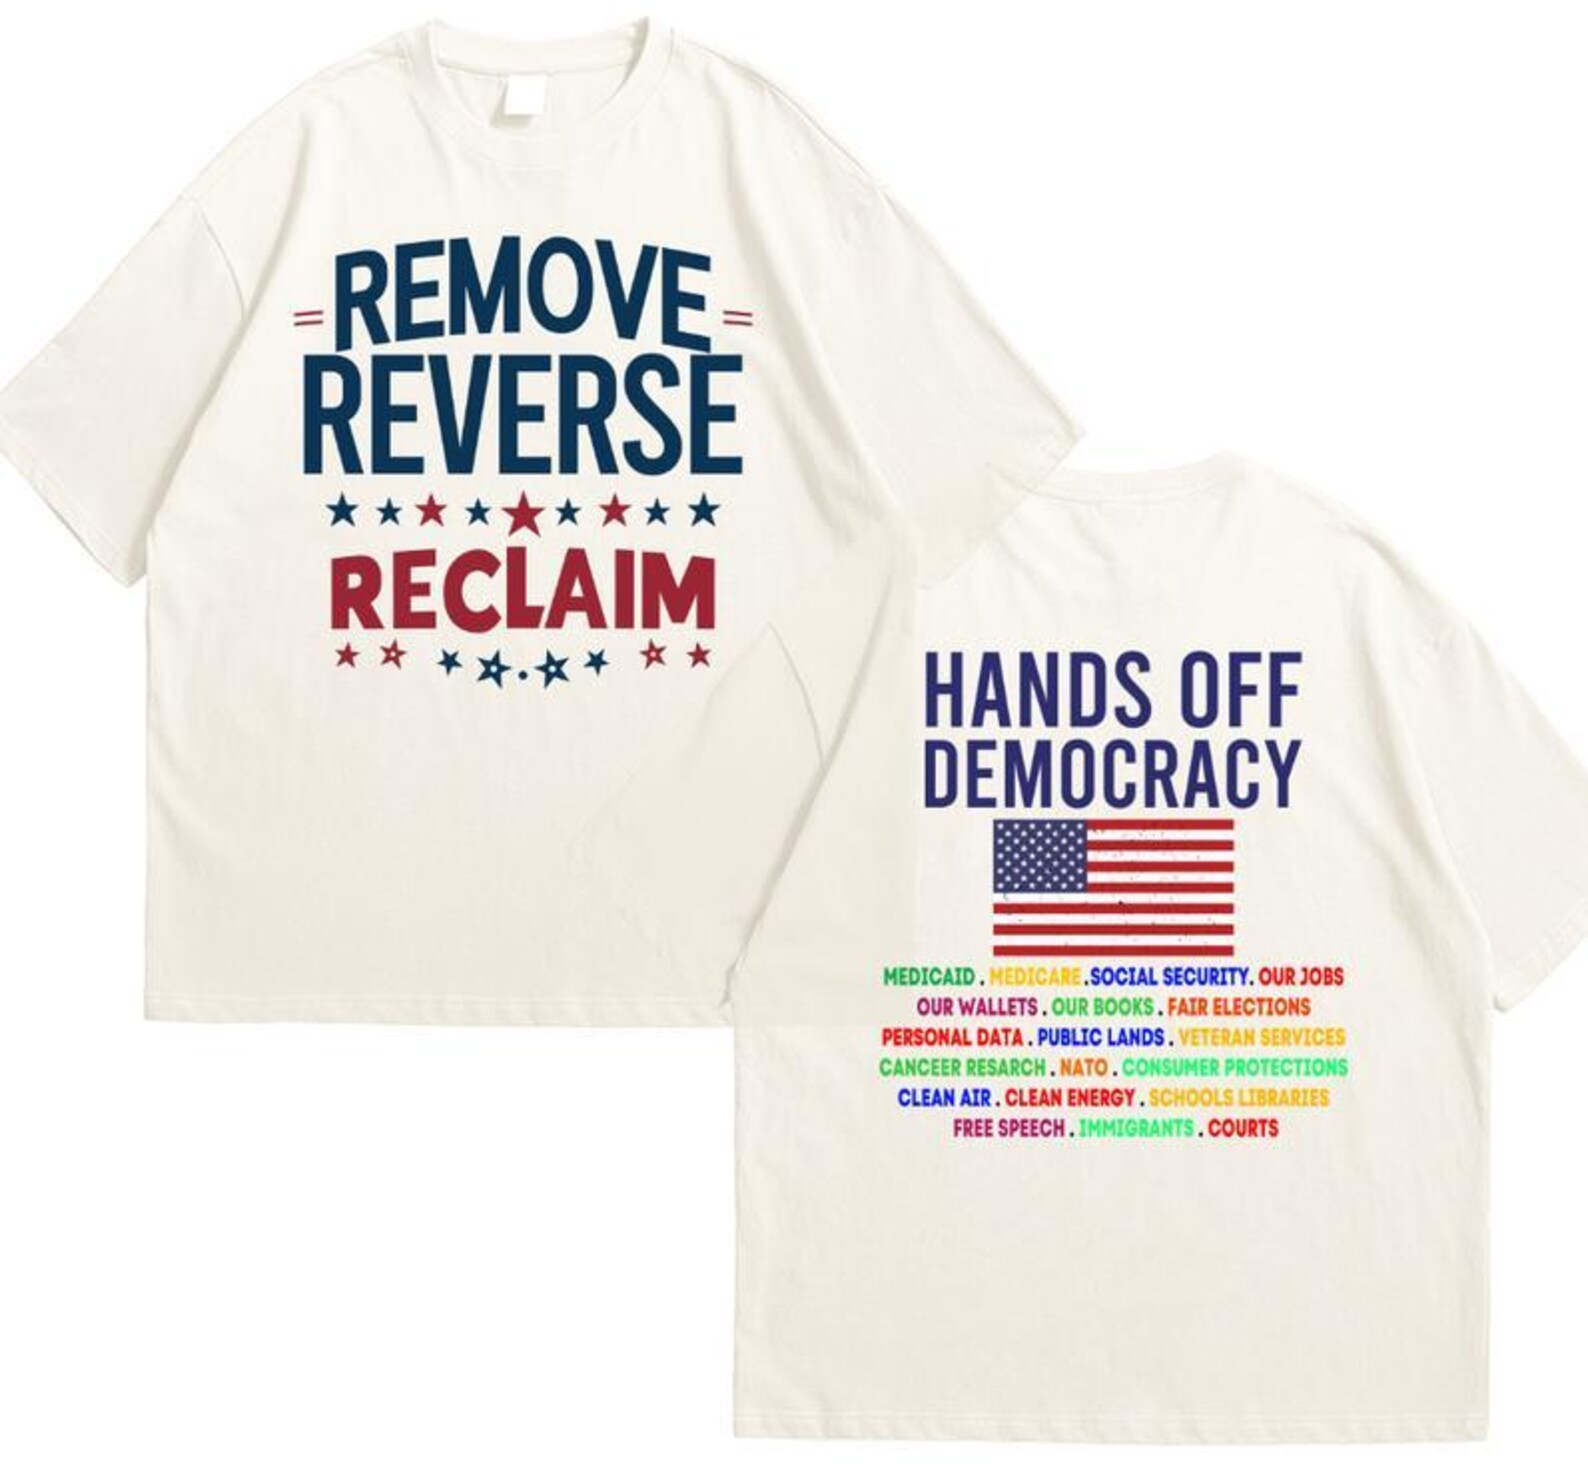 REMOVE
REVERSE
RECLAIM
HANDS OFF
DEMOCRACY
MEDICAID . MEDICARE . SOCIAL SECURITY. OUR JOBS
OUR WALLETS . OUR BOOKS . FAIR ELECTIONS
PERSONAL DATA . PUBLIC LANDS . VETERAN SERVICES
CANCEER RESARCH . NATO . CONSUMER PROTECTIONS
CLEAN AIR . CLEAN ENERGY . SCHOOLS LIBRARIES
FREE SPEECH . IMMIGRANTS . COURTS